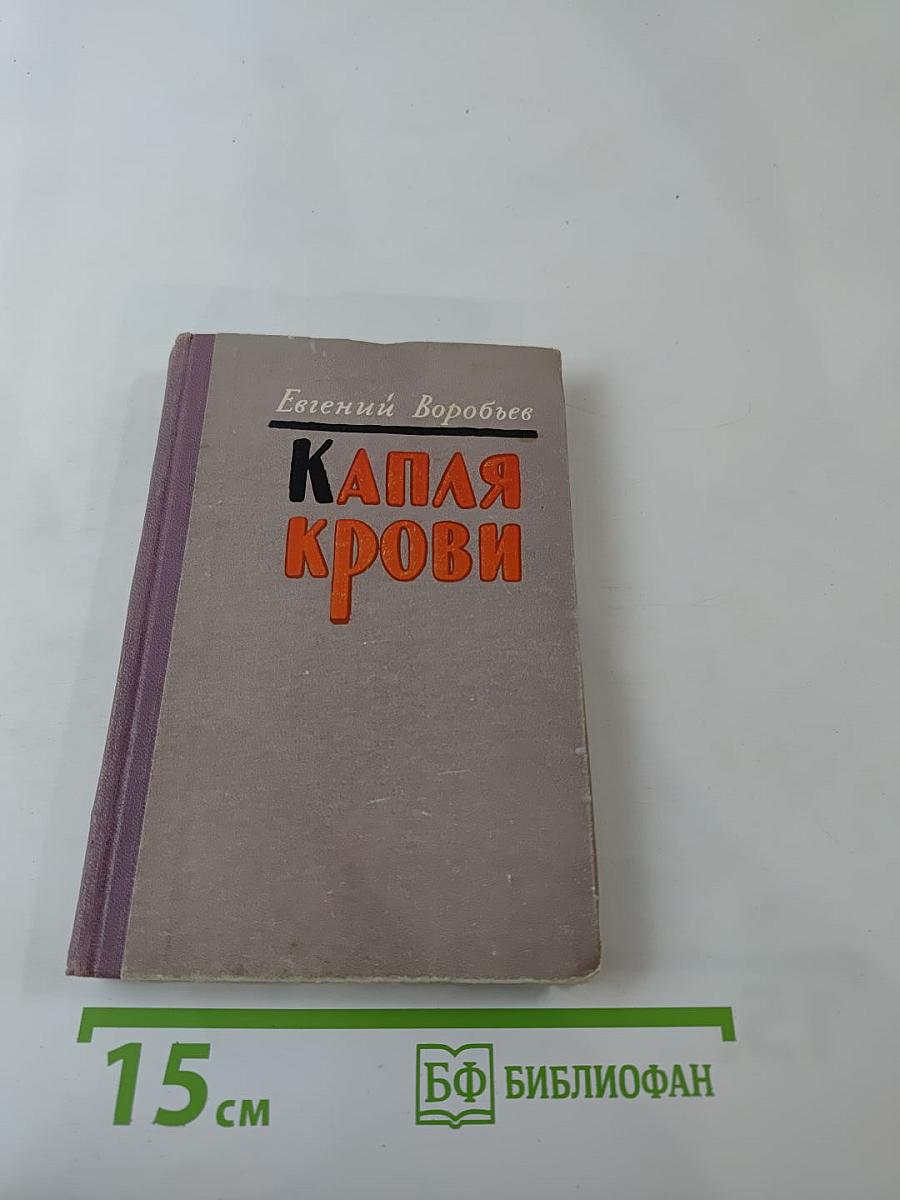 Евгений Воробьев
Капля
крови
15 см
БФ БИБЛИОФАН